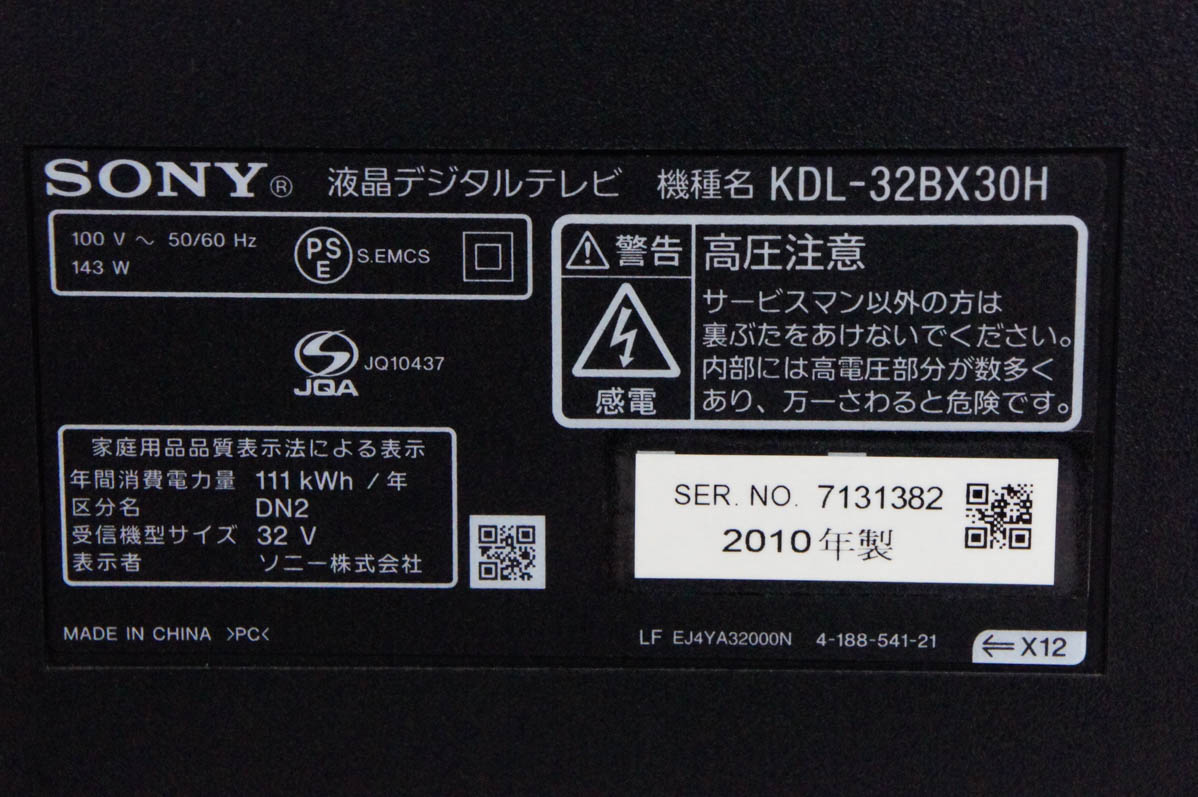 SONY® 液晶デジタルテレビ 機種名 KDL-32BX30H
100 V ～ 50/60 Hz
143 W
PS
E
S.EMCS
JQA
JQ10437
⚠警告
感電
高圧注意
サービスマン以外の方は
裏ぶたをあけないでください。
内部には高電圧部分が数多く
あり、万一さわると危険です。
家庭用品品質表示法による表示
年間消費電力量 111 kWh / 年
区分名 DN2
受信機型サイズ 32 V
表示者 ソニー株式会社
SER. NO. 7131382
2010 年製
MADE IN CHINA >PC<
LF EJ4YA32000N 4-188-541-21
⇐X12